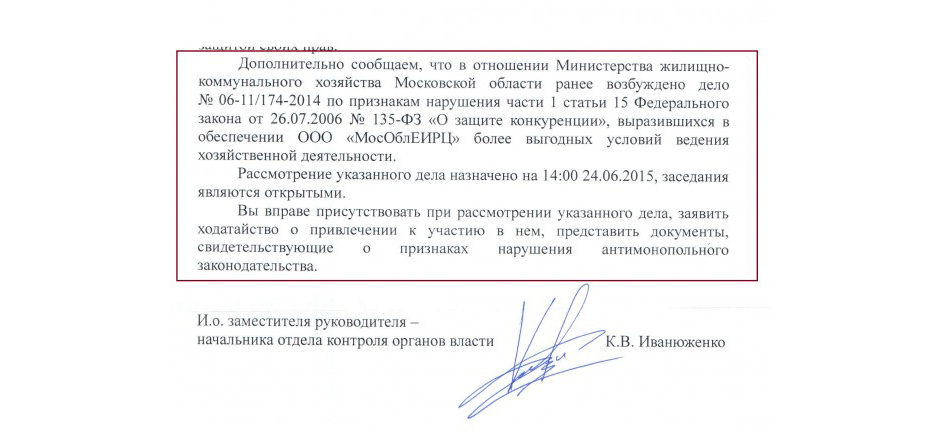 защитой своих прав.
Дополнительно сообщаем, что в отношении Министерства жилищно-
коммунального хозяйства Московской области ранее возбуждено дело
№ 06-11/174-2014 по признакам нарушения части 1 статьи 15 Федерального
закона от 26.07.2006 № 135-ФЗ «О защите конкуренции», выразившихся в
обеспечении ООО «МосОблЕИРЦ» более выгодных условий ведения
хозяйственной деятельности.
Рассмотрение указанного дела назначено на 14:00 24.06.2015, заседания
являются открытыми.
Вы вправе присутствовать при рассмотрении указанного дела, заявить
ходатайство о привлечении к участию в нем, представить документы,
свидетельствующие о признаках нарушения антимонопольного
законодательства.
И.о. заместителя руководителя –
начальника отдела контроля органов власти К.В. Иванюженко